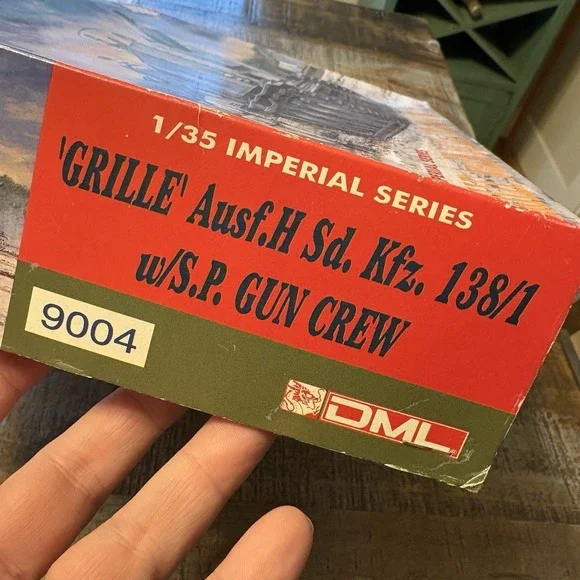 1/35 IMPERIAL SERIES
'GRILLE' Ausf.H Sd. Kfz. 138/1
w/S.P. GUN CREW
9004
DML